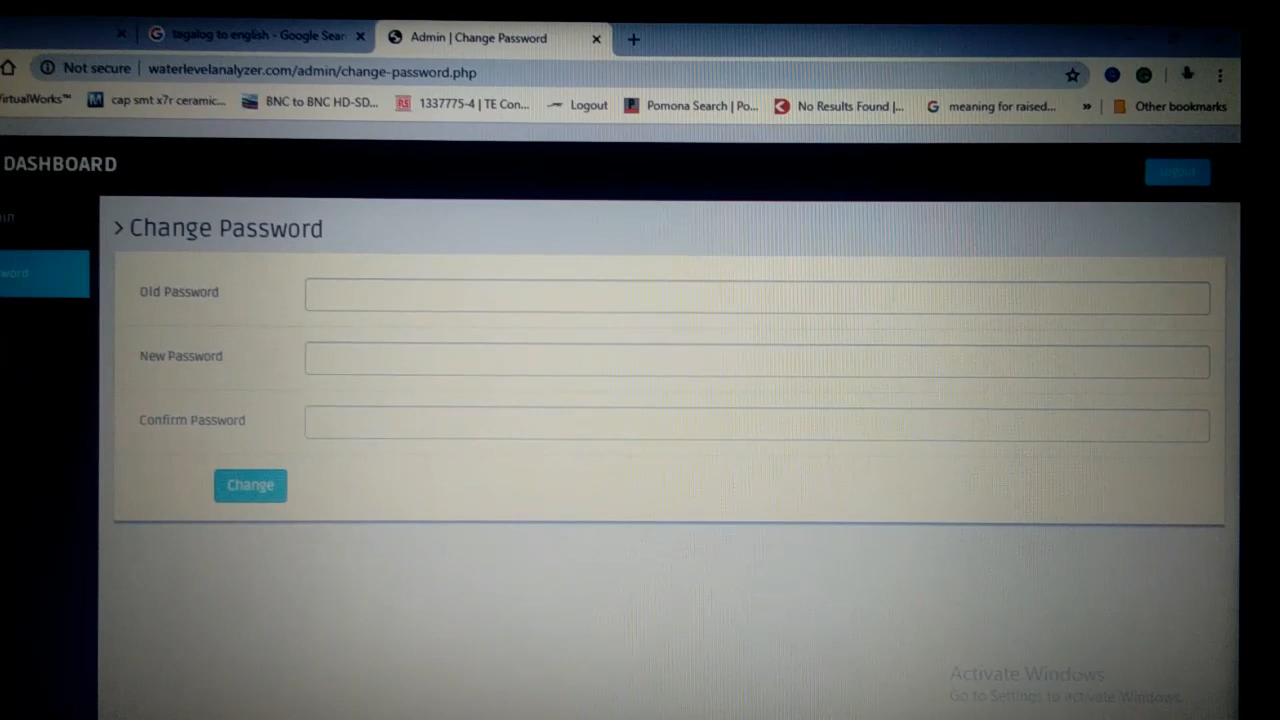 tagalog to english - Google Sear
Admin | Change Password
Not secure | waterlevelanalyzer.com/admin/change-password.php
VirtualWorks™
cap smt x7r ceramic...
BNC to BNC HD-SD...
RS
1337775-4 | TE Con...
Logout
P
Pomona Search | Po...
No Results Found |...
G
meaning for raised...
»
Other bookmarks
DASHBOARD
Logout
> Change Password
word
Old Password
New Password
Confirm Password
Change
Activate Windows
Go to Settings to activate Windows.